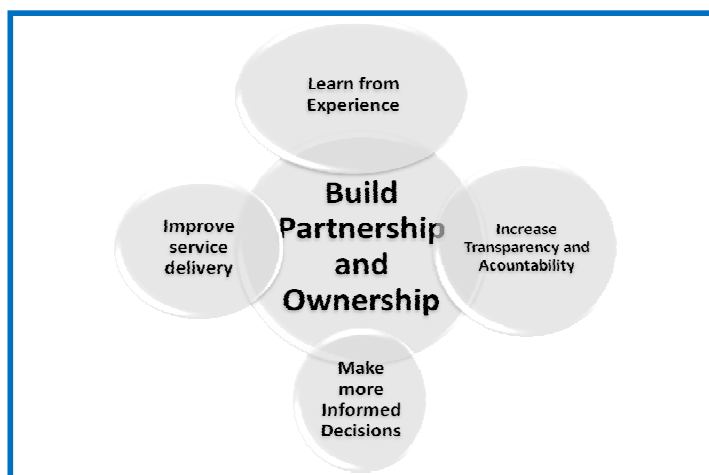 Learn from
Experience
Build
Partnership
and
Ownership
Improve
service
delivery
Increase
Transparency and
Acountability
Make
more
Informed
Decisions